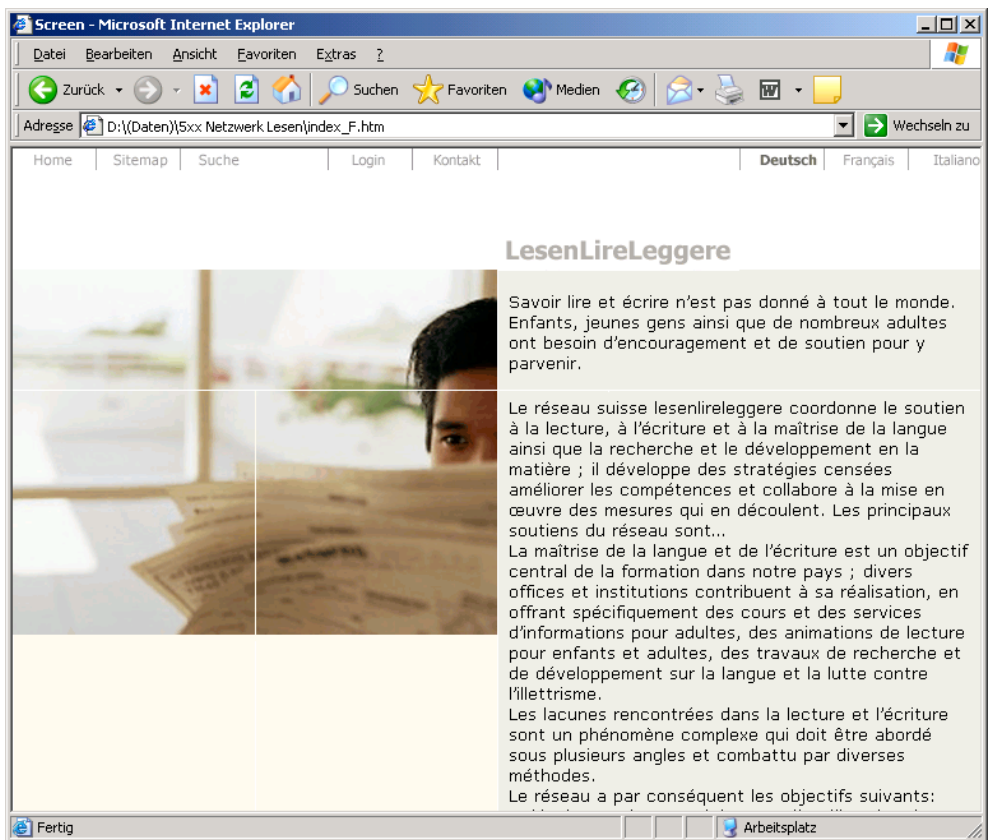 Screen - Microsoft Internet Explorer
Datei Bearbeiten Ansicht Favoriten Extras ?
Zurück Suchen Favoriten Medien
Adresse D:\(Daten)\5xx Netzwerk Lesen\index_F.htm Wechseln zu
Home Sitemap Suche Login Kontakt Deutsch Français Italiano
LesenLireLeggere
Savoir lire et écrire n’est pas donné à tout le monde.
Enfants, jeunes gens ainsi que de nombreux adultes
ont besoin d’encouragement et de soutien pour y
parvenir.
Le réseau suisse lesenlireleggere coordonne le soutien
à la lecture, à l’écriture et à la maîtrise de la langue
ainsi que la recherche et le développement en la
matière ; il développe des stratégies censées
améliorer les compétences et collabore à la mise en
œuvre des mesures qui en découlent. Les principaux
soutiens du réseau sont...
La maîtrise de la langue et de l’écriture est un objectif
central de la formation dans notre pays ; divers
offices et institutions contribuent à sa réalisation, en
offrant spécifiquement des cours et des services
d’informations pour adultes, des animations de lecture
pour enfants et adultes, des travaux de recherche et
de développement sur la langue et la lutte contre
l’illettrisme.
Les lacunes rencontrées dans la lecture et l’écriture
sont un phénomène complexe qui doit être abordé
sous plusieurs angles et combattu par diverses
méthodes.
Le réseau a par conséquent les objectifs suivants:
Fertig Arbeitsplatz